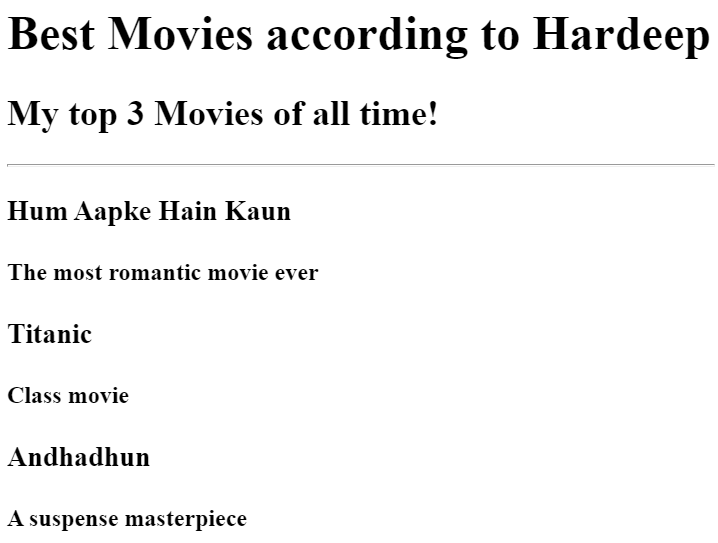 Best Movies according to Hardeep
My top 3 Movies of all time!
Hum Aapke Hain Kaun
The most romantic movie ever
Titanic
Class movie
Andhadhun
A suspense masterpiece